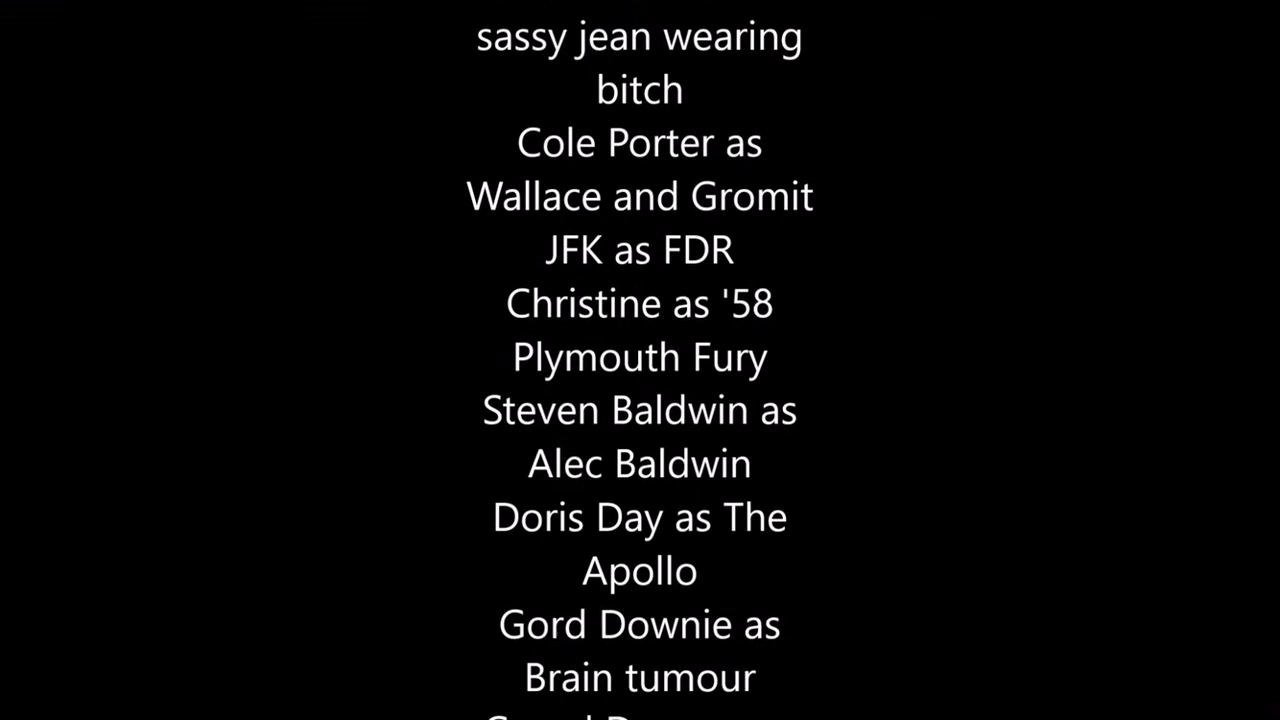 sassy jean wearing
bitch
Cole Porter as
Wallace and Gromit
JFK as FDR
Christine as '58
Plymouth Fury
Steven Baldwin as
Alec Baldwin
Doris Day as The
Apollo
Gord Downie as
Brain tumour